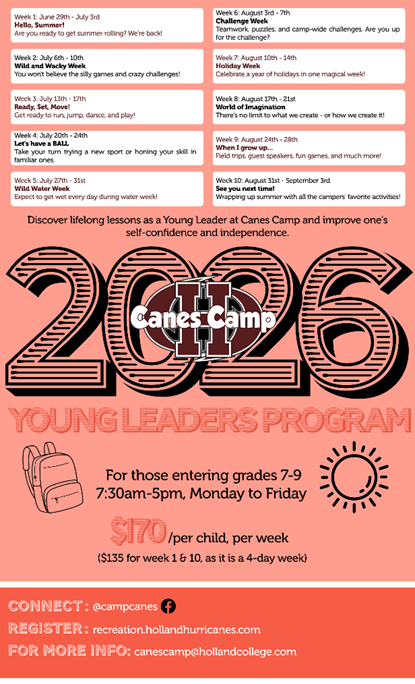 Week 1: June 29th - July 3rd
Hello, Summer!
Are you ready to get summer rolling? We're back!
Week 2: July 6th - 10th
Wild and Wacky Week
You won't believe the silly games and crazy challenges!
Week 3: July 13th - 17th
Ready, Set, Move!
Get ready to run, jump, dance, and play!
Week 4: July 20th - 24th
Let's have a BALL
Take your turn trying a new sport or honing your skill in
familiar ones.
Week 5: July 27th - 31st
Wild Water Week
Expect to get wet every day during water week!
Week 6: August 3rd - 7th
Challenge Week
Teamwork, puzzles, and camp-wide challenges. Are you up
for the challenge?
Week 7: August 10th - 14th
Holiday Week
Celebrate a year of holidays in one magical week!
Week 8: August 17th - 21st
World of Imagination
There's no limit to what we create - or how we create it!
Week 9: August 24th - 28th
When I grow up...
Field trips, guest speakers, fun games, and much more!
Week 10: August 31st - September 3rd
See you next time!
Wrapping up summer with all the campers' favorite activities!
Discover lifelong lessons as a Young Leader at Canes Camp and improve one's
self-confidence and independence.
2026
H
Canes Camp
YOUNG LEADERS PROGRAM
For those entering grades 7-9
7:30am-5pm, Monday to Friday
$170/per child, per week
($135 for week 1 & 10, as it is a 4-day week)
CONNECT: @campcanes
REGISTER: recreation.hollandhurricanes.com
FOR MORE INFO: canescamp@hollandcollege.com